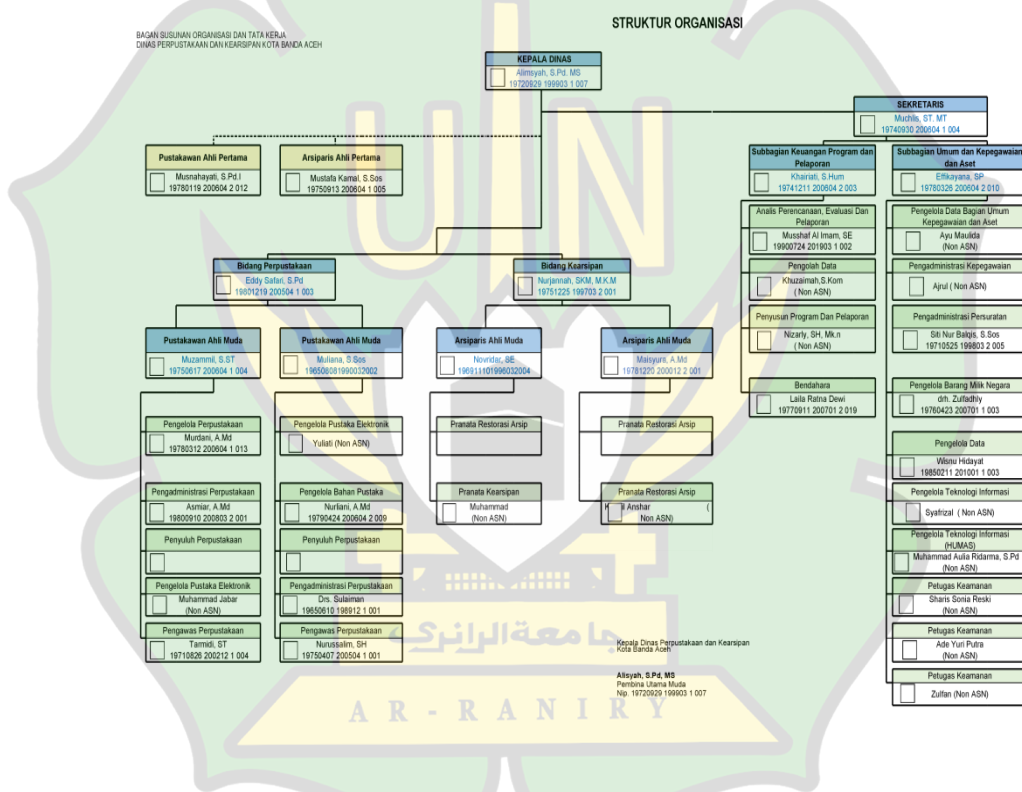 STRUKTUR ORGANISASI
BAGAN SUSUNAN ORGANISASI DAN TATA KERJA
DINAS PERPUSTAKAAN DAN KEARSIPAN KOTA BANDA ACEH
KEPALA DINAS
Alimsyah, S.Pd. MS
19720929 199903 1 007
SEKRETARIS
Muchlis, ST. MT
19740930 200604 1 004
Pustakawan Ahli Pertama
Musnahayati, S.Pd.I
19780119 200604 2 012
Arsiparis Ahli Pertama
Mustafa Kamal, S.Sos
19750913 200604 1 005
Subbagian Keuangan Program dan
Pelaporan
Khairiati, S.Hum
19741211 200604 2 003
Subbagian Umum dan Kepegawaian
dan Aset
Effikayana, SP
19780326 200604 2 010
Analis Perencanaan, Evaluasi Dan
Pelaporan
Musshaf Al Imam, SE
19900724 201903 1 002
Pengolah Data
Khuzaimah,S.Kom
( Non ASN)
Penyusun Program Dan Pelaporan
Nizarly, SH, Mk.n
( Non ASN)
Bendahara
Laila Ratna Dewi
19770911 200701 2 019
Pengelola Data Bagian Umum
Kepegawaian dan Aset
Ayu Maulida
(Non ASN)
Pengadministrasi Kepegawaian
Ajrul ( Non ASN)
Pengadministrasi Persuratan
Siti Nur Balqis, S.Sos
19710525 199803 2 005
Pengelola Barang Milik Negara
drh. Zulfadhly
19760423 200701 1 003
Pengelola Data
Wisnu Hidayat
19850211 201001 1 003
Pengelola Teknologi Informasi
Syafrizal ( Non ASN)
Pengelola Teknologi Informasi
(HUMAS)
Muhammad Aulia Ridarma, S.Pd
(Non ASN)
Petugas Keamanan
Sharis Sonia Reski
(Non ASN)
Petugas Keamanan
Ade Yuri Putra
(Non ASN)
Petugas Keamanan
Zulfan (Non ASN)
Bidang Perpustakaan
Eddy Safari, S.Pd
19801219 200504 1 003
Bidang Kearsipan
Nurjannah, SKM, M.K.M
19751225 199703 2 001
Pustakawan Ahli Muda
Muzammil, S.ST
19750617 200604 1 004
Pustakawan Ahli Muda
Muliana, S.Sos
196508081990032002
Arsiparis Ahli Muda
Novridar, SE
196911101996032004
Arsiparis Ahli Muda
Maisyura, A.Md
19781220 200012 2 001
Pengelola Perpustakaan
Murdani, A.Md
19780312 200604 1 013
Pengadministrasi Perpustakaan
Asmiar, A.Md
19800910 200803 2 001
Penyuluh Perpustakaan
Pengelola Pustaka Elektronik
Muhammad Jabar
(Non ASN)
Pengawas Perpustakaan
Tarmidi, ST
19710826 200212 1 004
Pengelola Pustaka Elektronik
Yuliati (Non ASN)
Pengelola Bahan Pustaka
Nurliani, A.Md
19790424 200604 2 009
Penyuluh Perpustakaan
Pengadministrasi Perpustakaan
Drs. Sulaiman
19650610 198912 1 001
Pengawas Perpustakaan
Nurussalim, SH
19750407 200504 1 001
Pranata Restorasi Arsip
Pranata Kearsipan
Muhammad
(Non ASN)
Pranata Restorasi Arsip
Pranata Restorasi Arsip
Anshar (
Non ASN)
Kepala Dinas Perpustakaan dan Kearsipan
Kota Banda Aceh
Alisyah, S.Pd, MS
Pembina Utama Muda
Nip. 19720929 199903 1 007
UIN
جامعة الرانري
AR-RANIRY